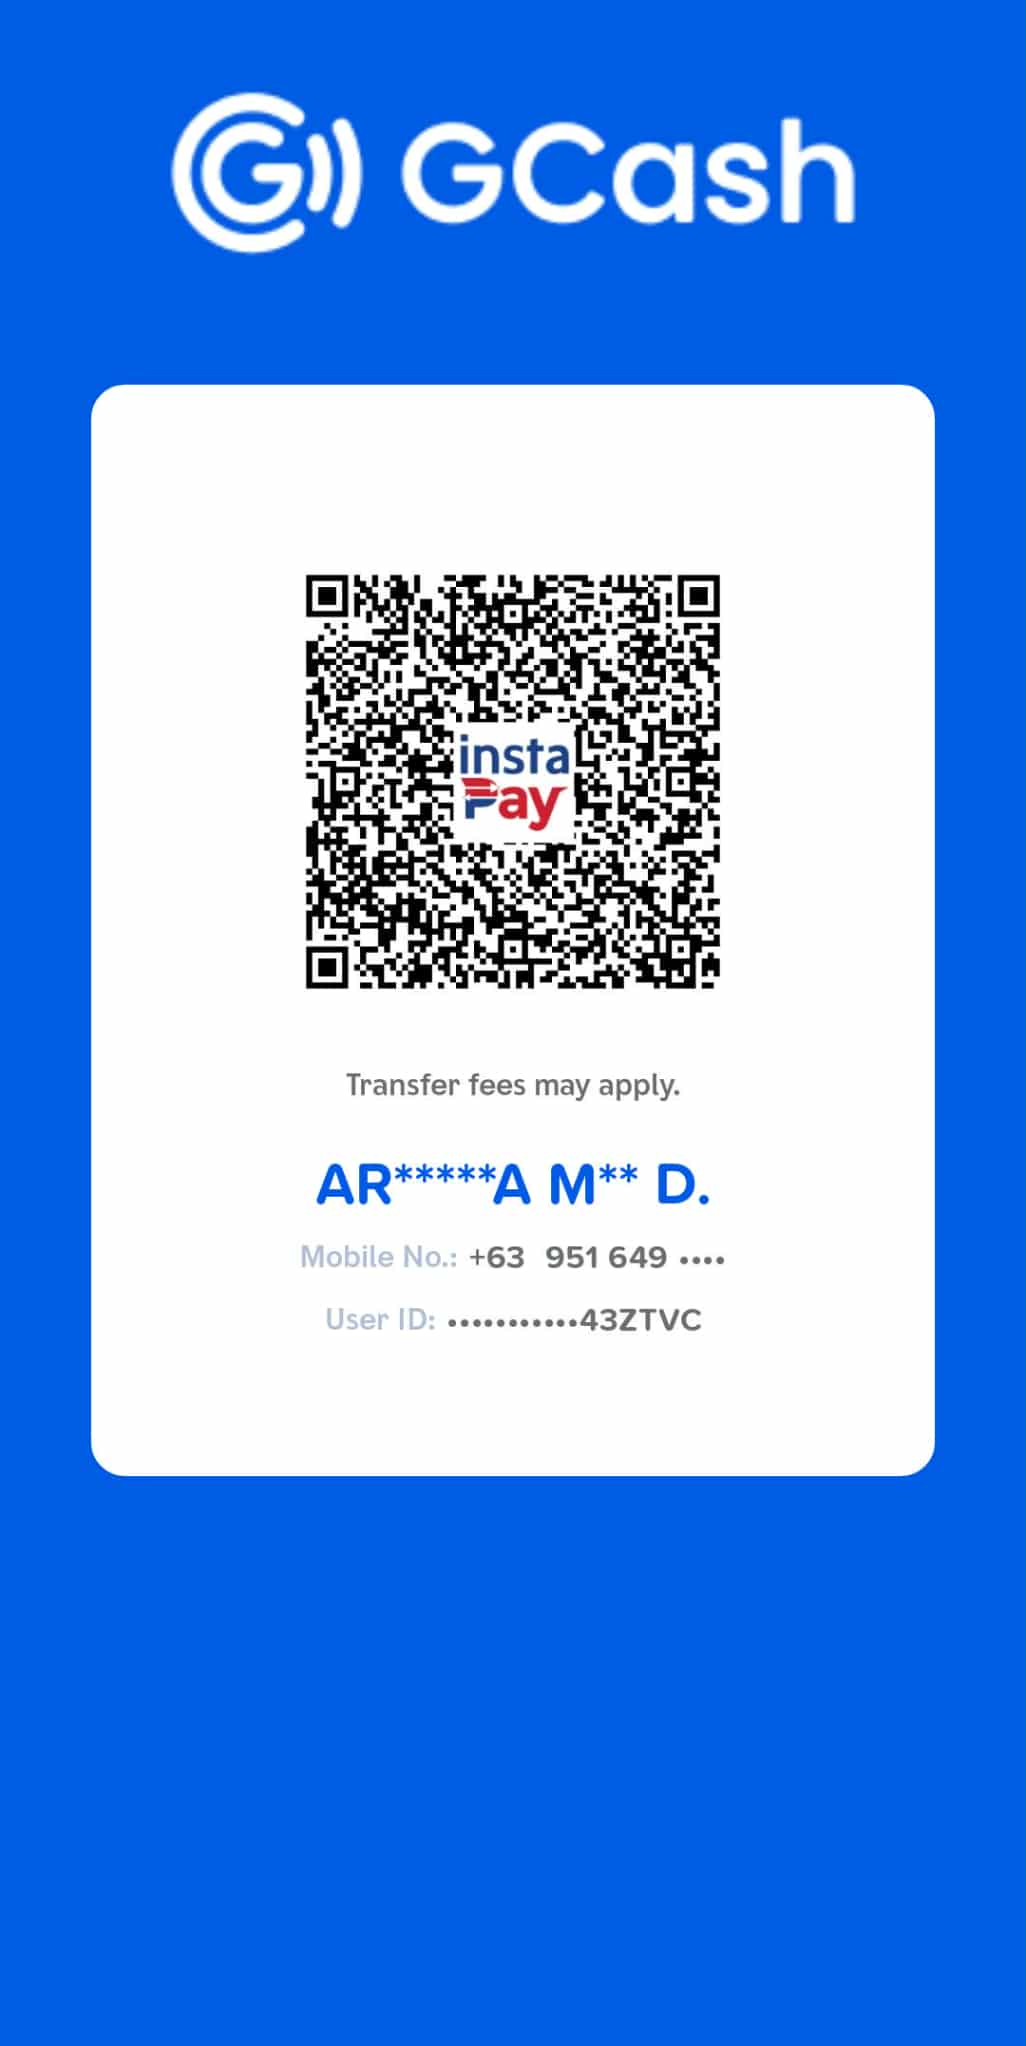 GCash
insta
Pay
Transfer fees may apply.
AR*****A M** D.
Mobile No.: +63 951 649 ••••
User ID: •••••••••••43ZTVC